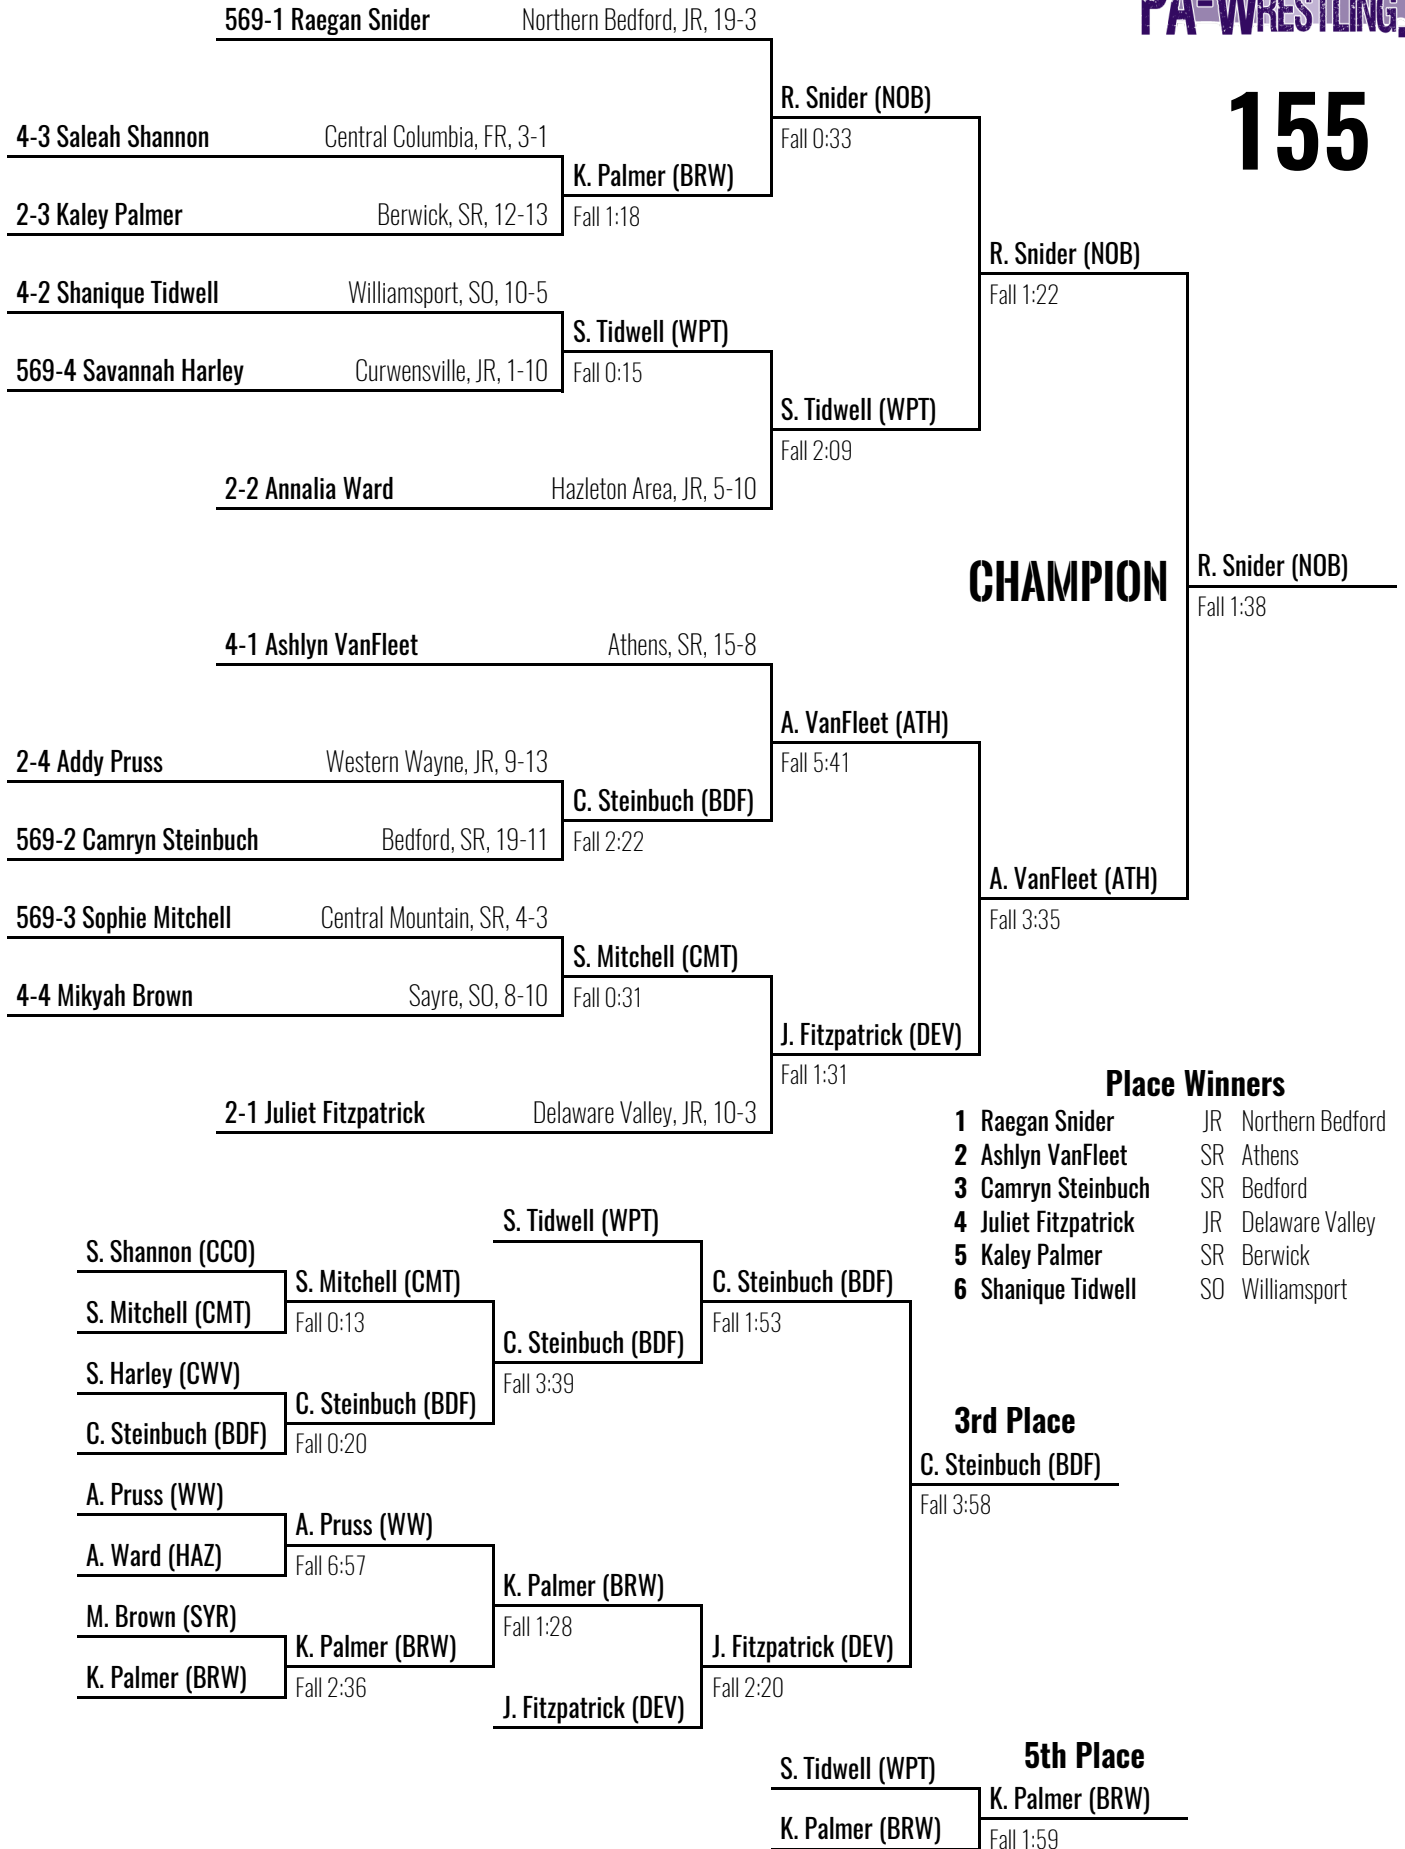 PA-WRESTLING.
155
569-1 Raegan Snider Northern Bedford, JR, 19-3
R. Snider (NOB)
Fall 0:33
4-3 Saleah Shannon Central Columbia, FR, 3-1
K. Palmer (BRW)
2-3 Kaley Palmer Berwick, SR, 12-13
Fall 1:18
R. Snider (NOB)
Fall 1:22
4-2 Shanique Tidwell Williamsport, SO, 10-5
S. Tidwell (WPT)
569-4 Savannah Harley Curwensville, JR, 1-10
Fall 0:15
S. Tidwell (WPT)
Fall 2:09
2-2 Annalia Ward Hazleton Area, JR, 5-10
CHAMPION
R. Snider (NOB)
Fall 1:38
4-1 Ashlyn VanFleet Athens, SR, 15-8
A. VanFleet (ATH)
Fall 5:41
2-4 Addy Pruss Western Wayne, JR, 9-13
C. Steinbuch (BDF)
569-2 Camryn Steinbuch Bedford, SR, 19-11
Fall 2:22
A. VanFleet (ATH)
Fall 3:35
569-3 Sophie Mitchell Central Mountain, SR, 4-3
S. Mitchell (CMT)
4-4 Mikyah Brown Sayre, SO, 8-10
Fall 0:31
J. Fitzpatrick (DEV)
Fall 1:31
2-1 Juliet Fitzpatrick Delaware Valley, JR, 10-3
Place Winners
1 Raegan Snider JR Northern Bedford
2 Ashlyn VanFleet SR Athens
3 Camryn Steinbuch SR Bedford
4 Juliet Fitzpatrick JR Delaware Valley
5 Kaley Palmer SR Berwick
6 Shanique Tidwell SO Williamsport
S. Tidwell (WPT)
S. Shannon (CCO)
S. Mitchell (CMT)
S. Mitchell (CMT)
Fall 0:13
C. Steinbuch (BDF)
Fall 1:53
C. Steinbuch (BDF)
Fall 3:39
S. Harley (CWV)
C. Steinbuch (BDF)
C. Steinbuch (BDF)
Fall 0:20
3rd Place
C. Steinbuch (BDF)
Fall 3:58
A. Pruss (WW)
A. Pruss (WW)
A. Ward (HAZ)
Fall 6:57
K. Palmer (BRW)
Fall 1:28
M. Brown (SYR)
K. Palmer (BRW)
K. Palmer (BRW)
Fall 2:36
J. Fitzpatrick (DEV)
Fall 2:20
J. Fitzpatrick (DEV)
5th Place
S. Tidwell (WPT)
K. Palmer (BRW)
K. Palmer (BRW)
Fall 1:59